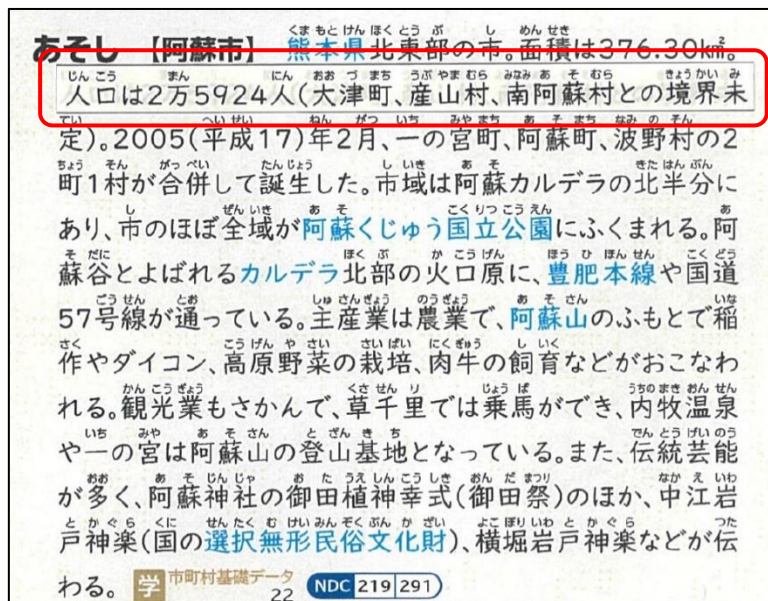 あそし 【阿蘇市】 熊本県北東部の市。面積は376.30㎢。
人口は2万5924人(大津町、産山村、南阿蘇村との境界未
定)。2005(平成17)年2月、一の宮町、阿蘇町、波野村の2
町1村が合併して誕生した。市域は阿蘇カルデラの北半分に
あり、市のほぼ全域が阿蘇くじゅう国立公園にふくまれる。阿
蘇谷とよばれるカルデラ北部の火口原に、豊肥本線や国道
57号線が通っている。主産業は農業で、阿蘇山のふもとで稲
作やダイコン、高原野菜の栽培、肉牛の飼育などがおこなわ
れる。観光業もさかんで、草千里では乗馬ができ、内牧温泉
や一の宮は阿蘇山の登山基地となっている。また、伝統芸能
が多く、阿蘇神社の御田植神幸式(御田祭)のほか、中江岩
戸神楽(国の選択無形民俗文化財)、横堀岩戸神楽などが伝
わる。 学 市町村基礎データ 22 NDC 219 291